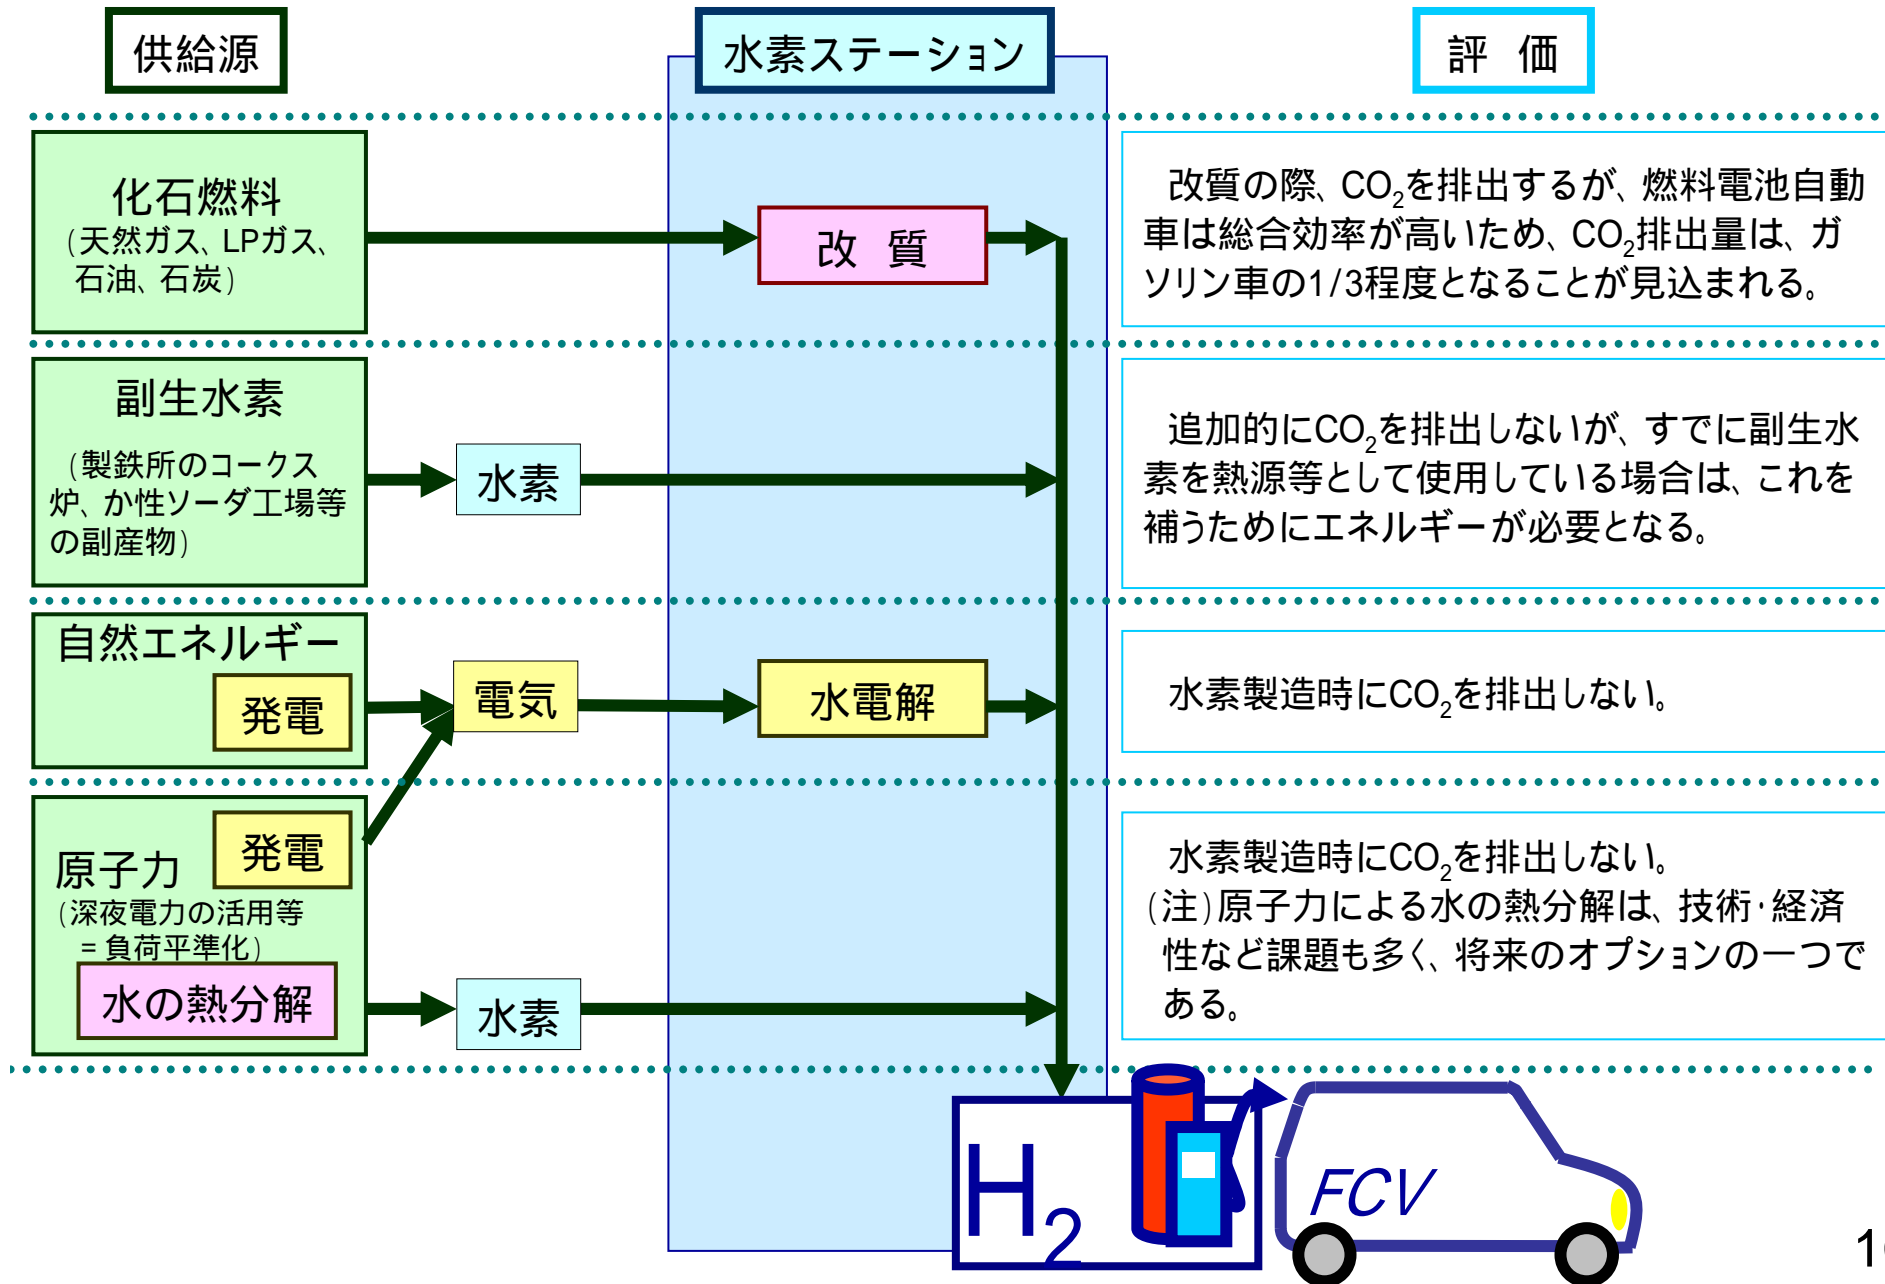 供給源
水素ステーション
評 価
化石燃料
(天然ガス、LPガス、
石油、石炭)
改 質
改質の際、CO₂を排出するが、燃料電池自動
車は総合効率が高いため、CO₂排出量は、ガ
ソリン車の1/3程度となることが見込まれる。
副生水素
(製鉄所のコークス
炉、か性ソーダ工場等
の副産物)
水素
追加的にCO₂を排出しないが、すでに副生水
素を熱源等として使用している場合は、これを
補うためにエネルギーが必要となる。
自然エネルギー
発電
電気
水電解
水素製造時にCO₂を排出しない。
発電
原子力
(深夜電力の活用等
=負荷平準化)
水の熱分解
水素
水素製造時にCO₂を排出しない。
(注)原子力による水の熱分解は、技術・経済
性など課題も多く、将来のオプションの一つで
ある。
H₂
FCV